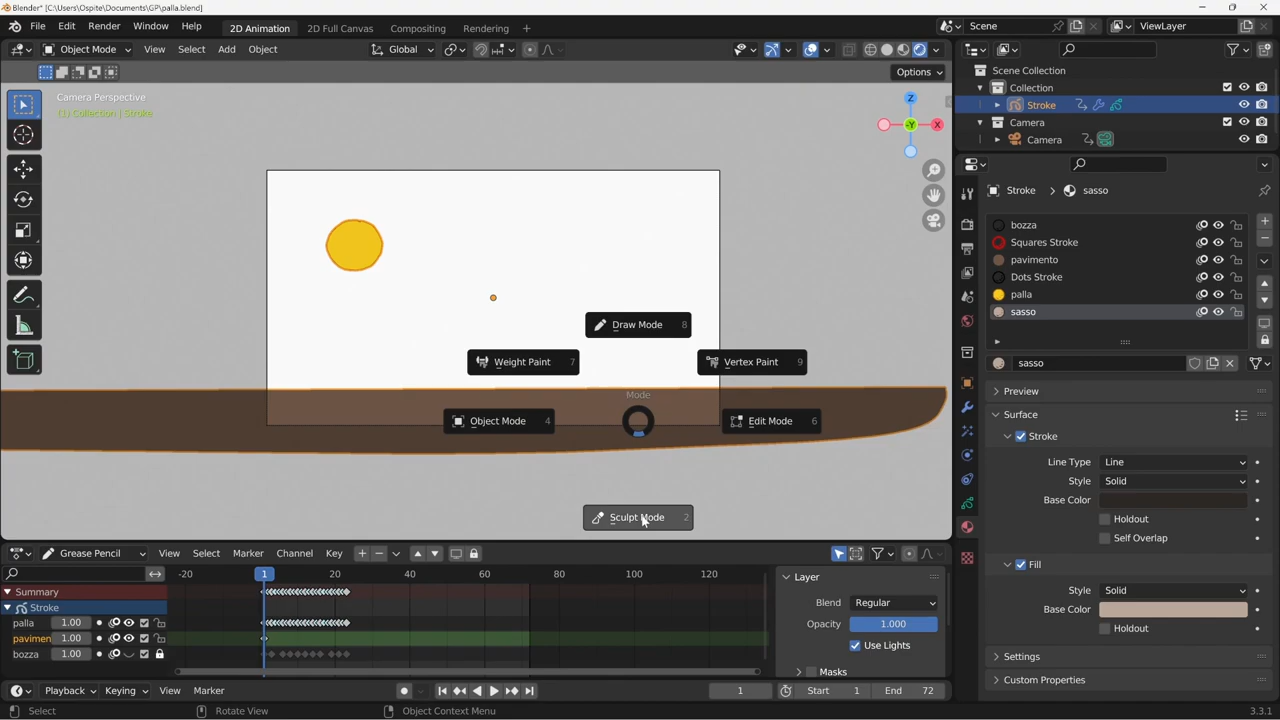 Blender* [C:\Users\Ospite\Documents\GP\palla.blend]
File Edit Render Window Help 2D Animation 2D Full Canvas Compositing Rendering + Scene ViewLayer
Object Mode View Select Add Object Global
Options
Scene Collection
Collection
Stroke
Camera
Camera
Camera Perspective
(1) Collection | Stroke
Z
-Y
X
Stroke > sasso
bozza
Squares Stroke
pavimento
Dots Stroke
palla
sasso
sasso
Draw Mode 8
Weight Paint 7
Vertex Paint 9
Mode
Object Mode 4
Edit Mode 6
Sculpt Mode 2
Preview
Surface
Stroke
Line Type Line
Style Solid
Base Color
Holdout
Self Overlap
Fill
Style Solid
Base Color
Holdout
Settings
Custom Properties
Grease Pencil View Select Marker Channel Key
-20 1 20 40 60 80 100 120
Summary
Stroke
palla 1.00
pavimen 1.00
bozza 1.00
Layer
Blend Regular
Opacity 1.000
Use Lights
Masks
Playback Keying View Marker 1 Start 1 End 72
Select Rotate View Object Context Menu 3.3.1